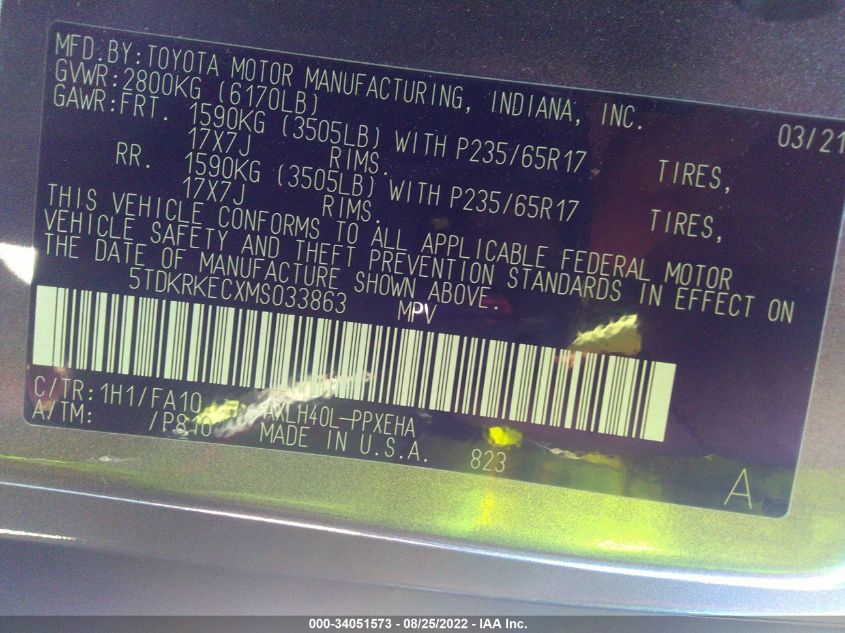 MFD.BY:TOYOTA MOTOR MANUFACTURING, INDIANA, INC. 03/21
GVWR:2800KG (6170LB)
GAWR:FRT. 1590KG (3505LB) WITH P235/65R17 TIRES,
17X7J RIMS.
RR. 1590KG (3505LB) WITH P235/65R17 TIRES,
17X7J RIMS.
THIS VEHICLE CONFORMS TO ALL APPLICABLE FEDERAL MOTOR
VEHICLE SAFETY AND THEFT PREVENTION STANDARDS IN EFFECT ON
THE DATE OF MANUFACTURE SHOWN ABOVE.
5TDKRKECXMS033863 MPV
C/TR:1H1/FA10 AXLH40L-PPXEHA
A/TM: /P810 MADE IN U.S.A. 823
A
000-34051573 - 08/25/2022 - IAA Inc.